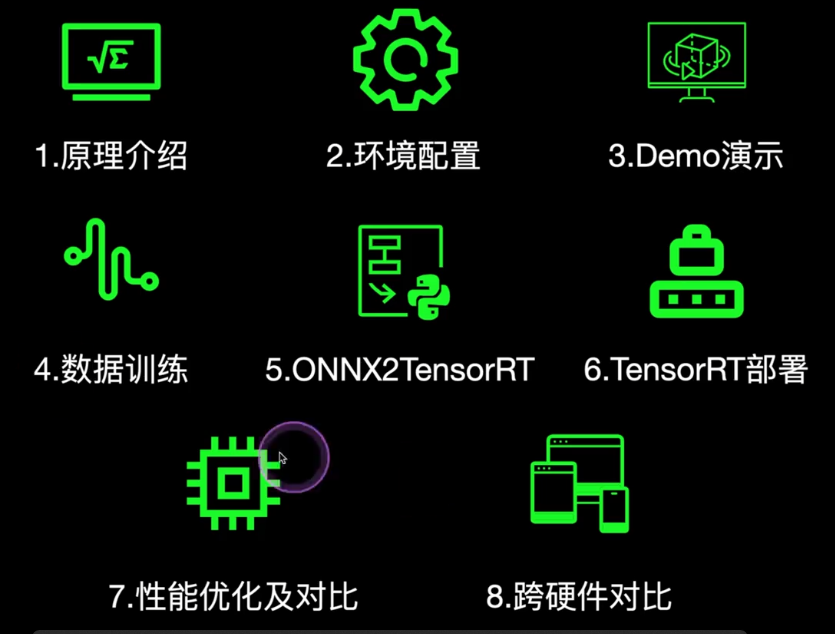 √Σ
1.原理介绍
2.环境配置
3.Demo演示
4.数据训练
5.ONNX2TensorRT
6.TensorRT部署
7.性能优化及对比
8.跨硬件对比